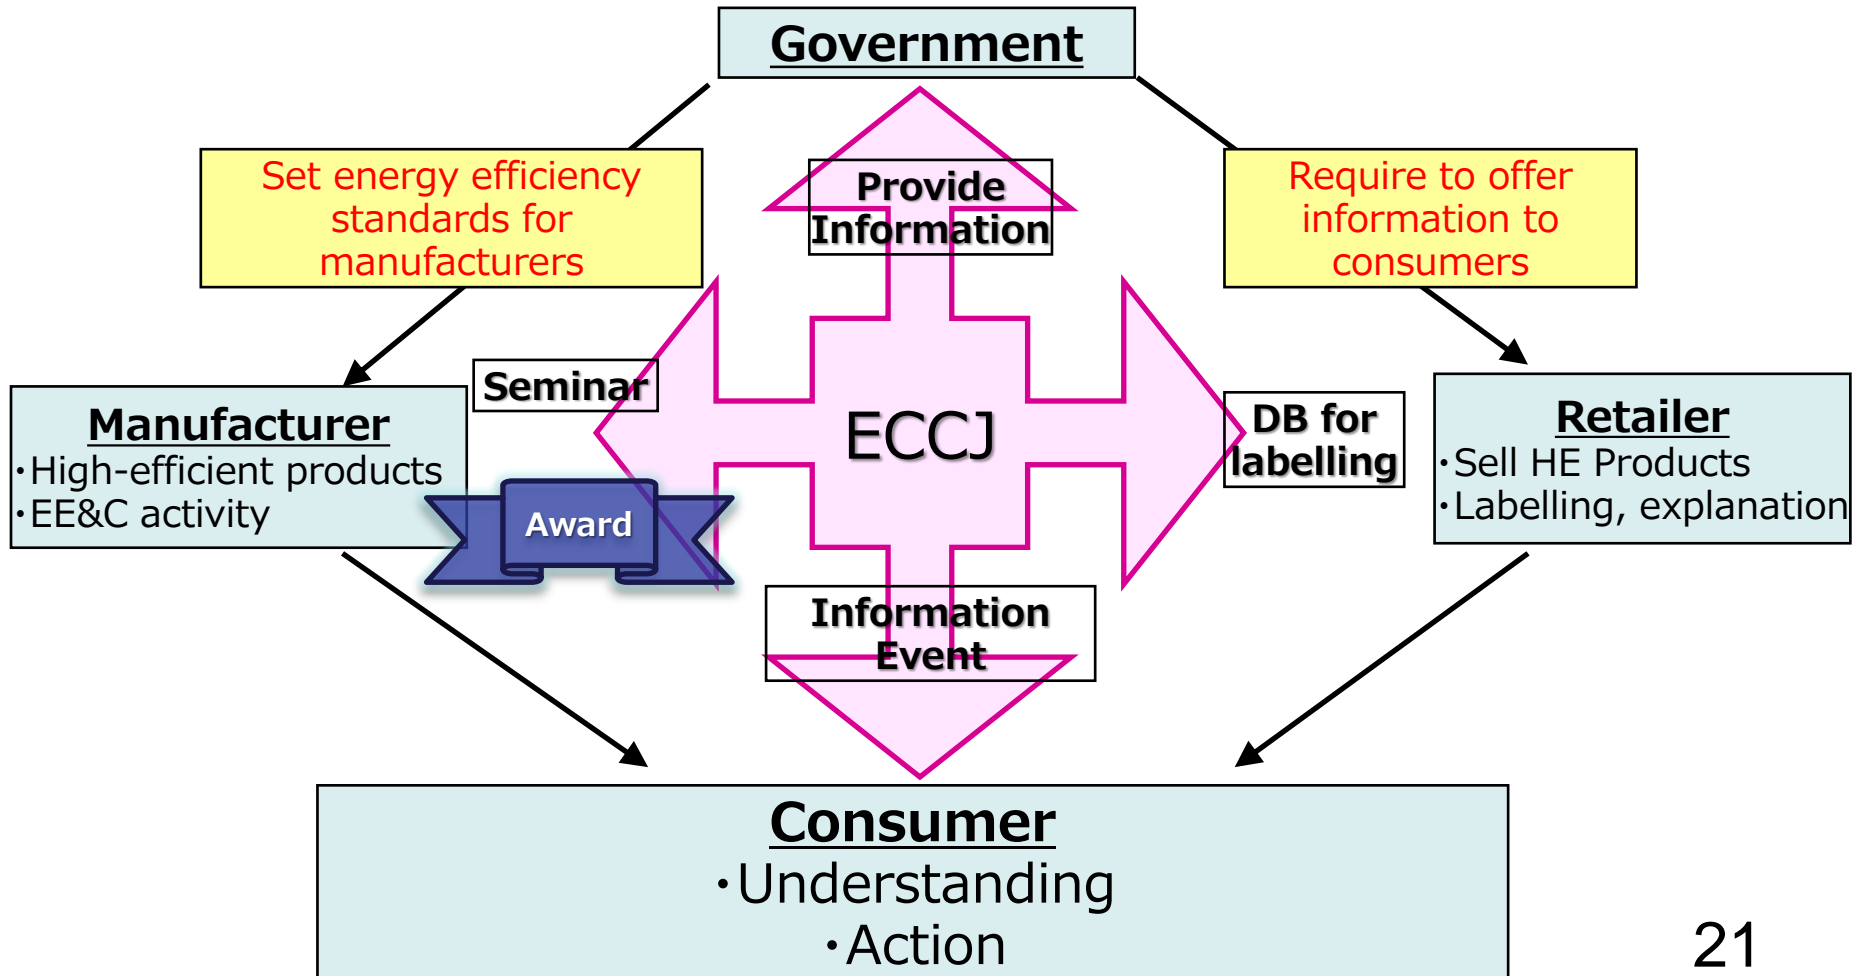 Government
Set energy efficiency
standards for
manufacturers
Provide
Information
Require to offer
information to
consumers
Seminar
Manufacturer
・High-efficient products
・EE&C activity
Award
ECCJ
DB for
labelling
Retailer
・Sell HE Products
・Labelling, explanation
Information
Event
Consumer
・Understanding
・Action
21